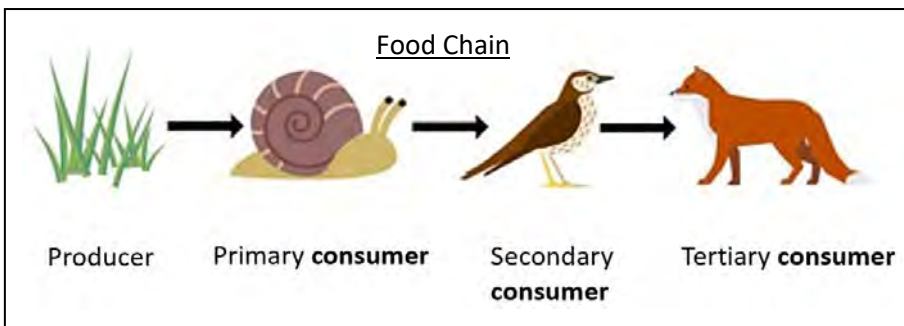 Food Chain
Producer
Primary consumer
Secondary
consumer
Tertiary consumer